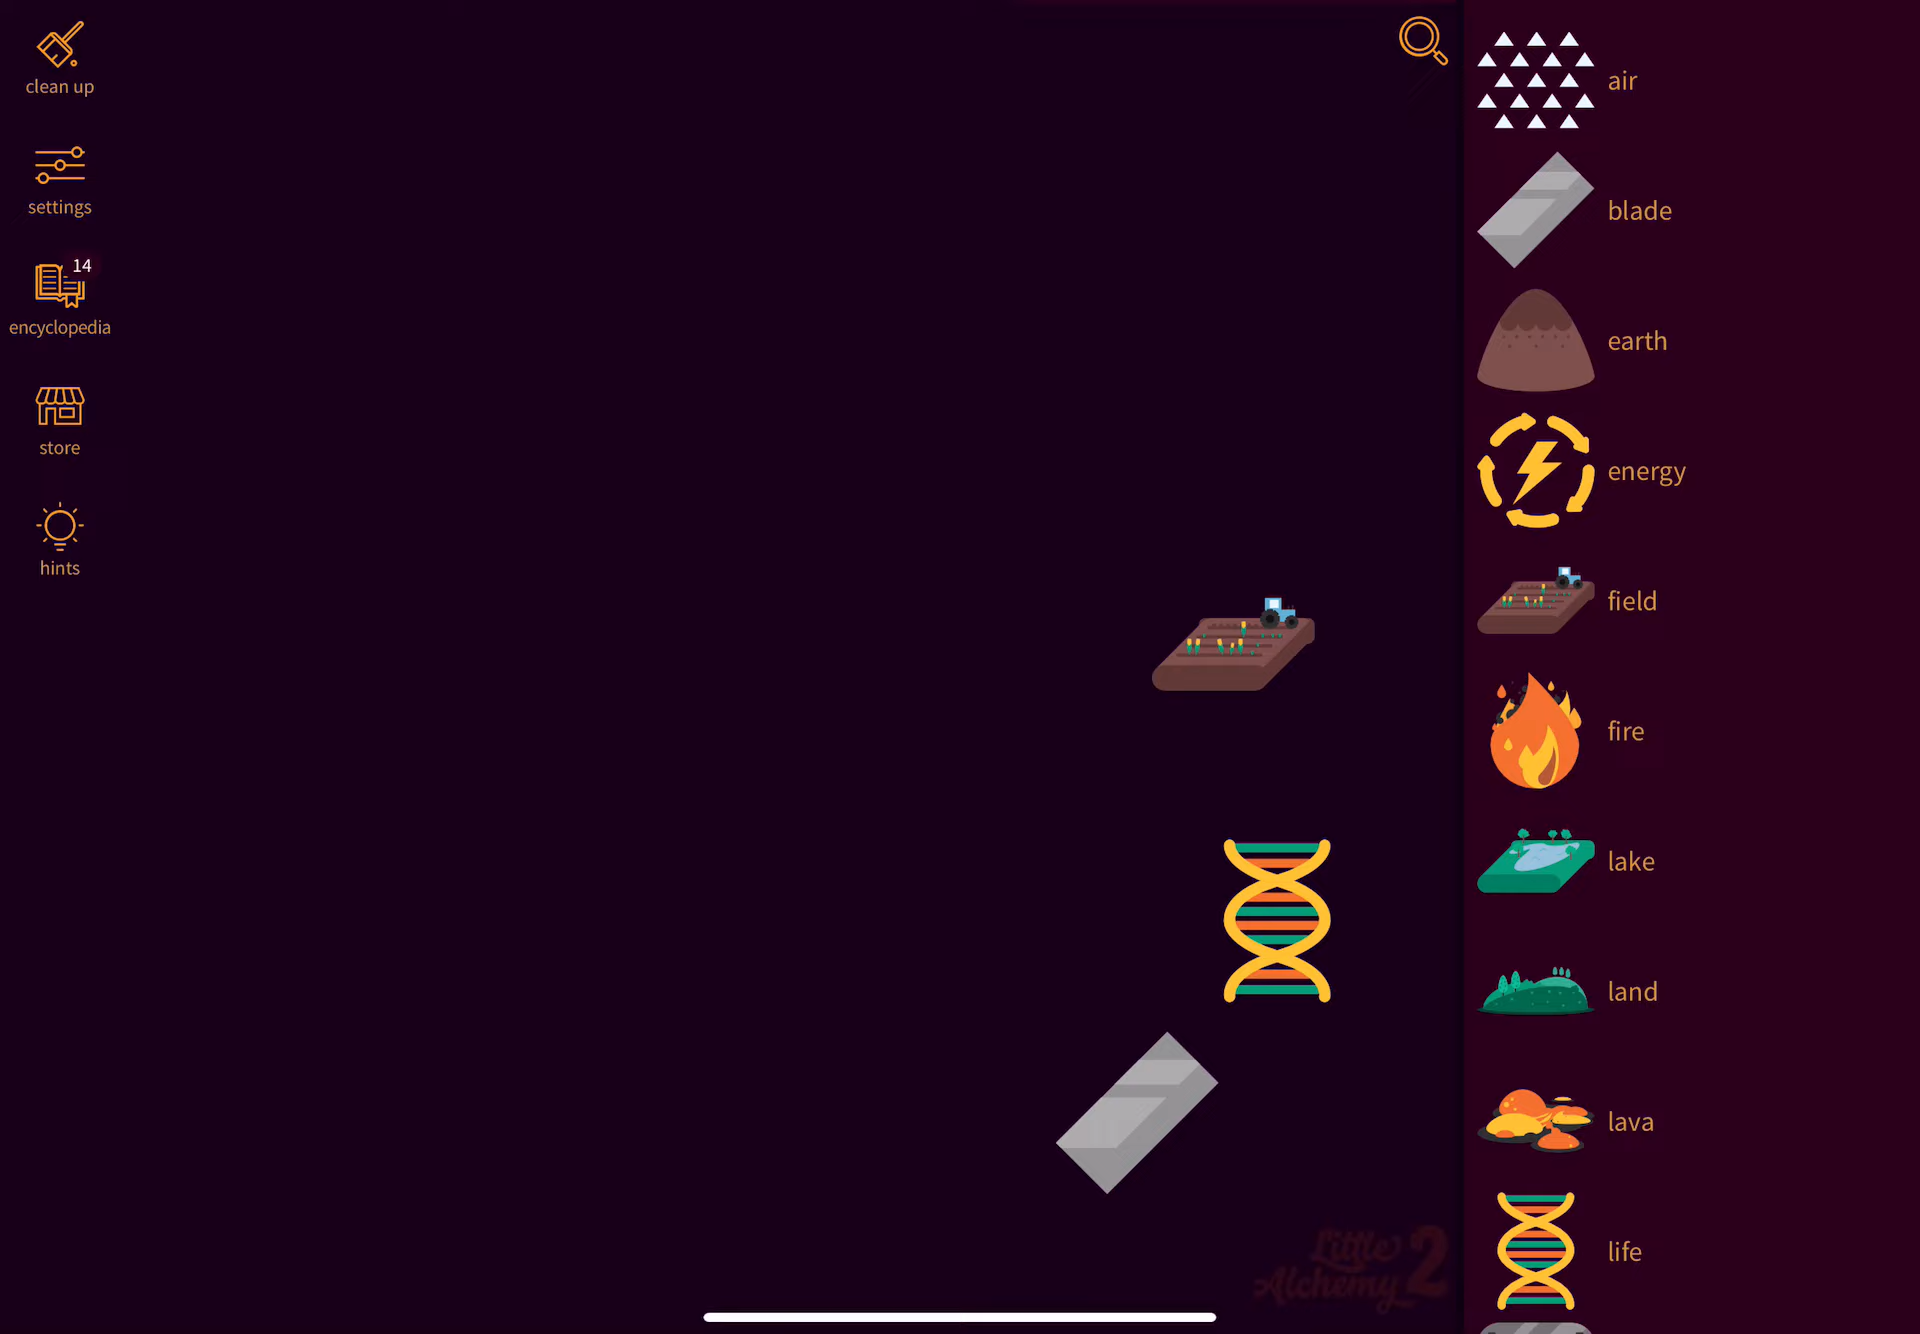 clean up
settings
14
encyclopedia
store
hints
air
blade
earth
energy
field
fire
lake
land
lava
life
Little
Alchemy 2